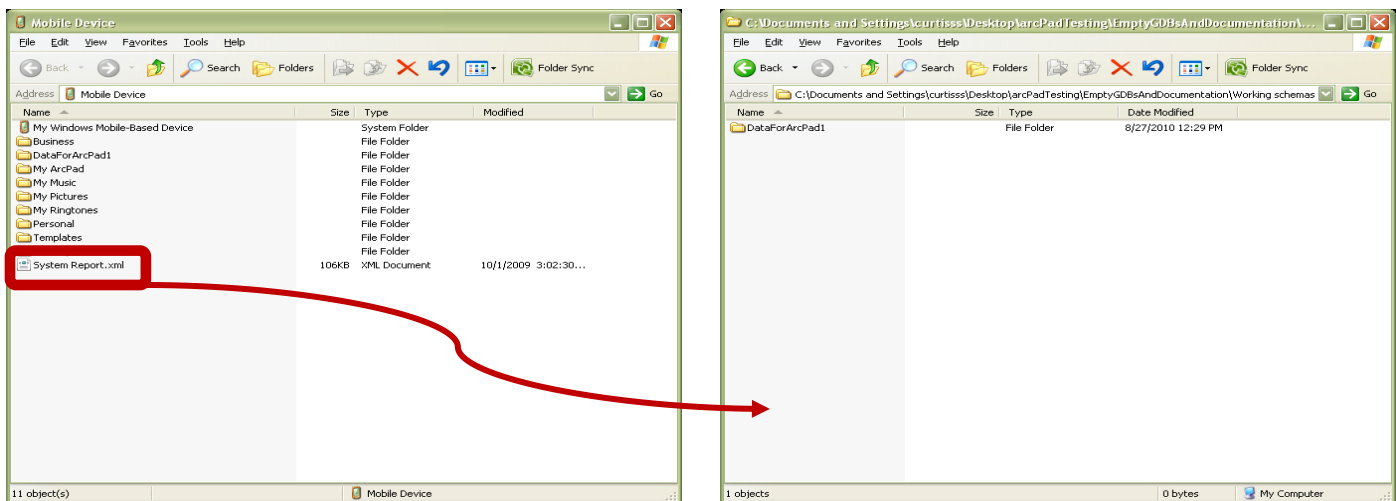 Mobile Device
File Edit View Favorites Tools Help
Back Search Folders Folder Sync
Address Mobile Device Go
Name Size Type Modified
My Windows Mobile-Based Device System Folder
Business File Folder
DataForArcPad1 File Folder
My ArcPad File Folder
My Music File Folder
My Pictures File Folder
My Ringtones File Folder
Personal File Folder
Templates File Folder
File Folder
System Report.xml 106KB XML Document 10/1/2009 3:02:30...
11 object(s) Mobile Device
C:\Documents and Settings\curtisss\Desktop\arcPadTesting\EmptyGDBsAndDocumentation\...
File Edit View Favorites Tools Help
Back Search Folders Folder Sync
Address C:\Documents and Settings\curtisss\Desktop\arcPadTesting\EmptyGDBsAndDocumentation\Working schemas Go
Name Size Type Date Modified
DataForArcPad1 File Folder 8/27/2010 12:29 PM
1 objects 0 bytes My Computer